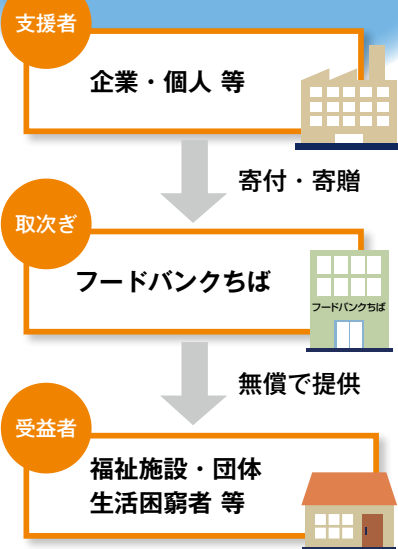 支援者
企業・個人 等
寄付・寄贈
取次ぎ
フードバンクちば
フードバンクちば
無償で提供
受益者
福祉施設・団体
生活困窮者 等